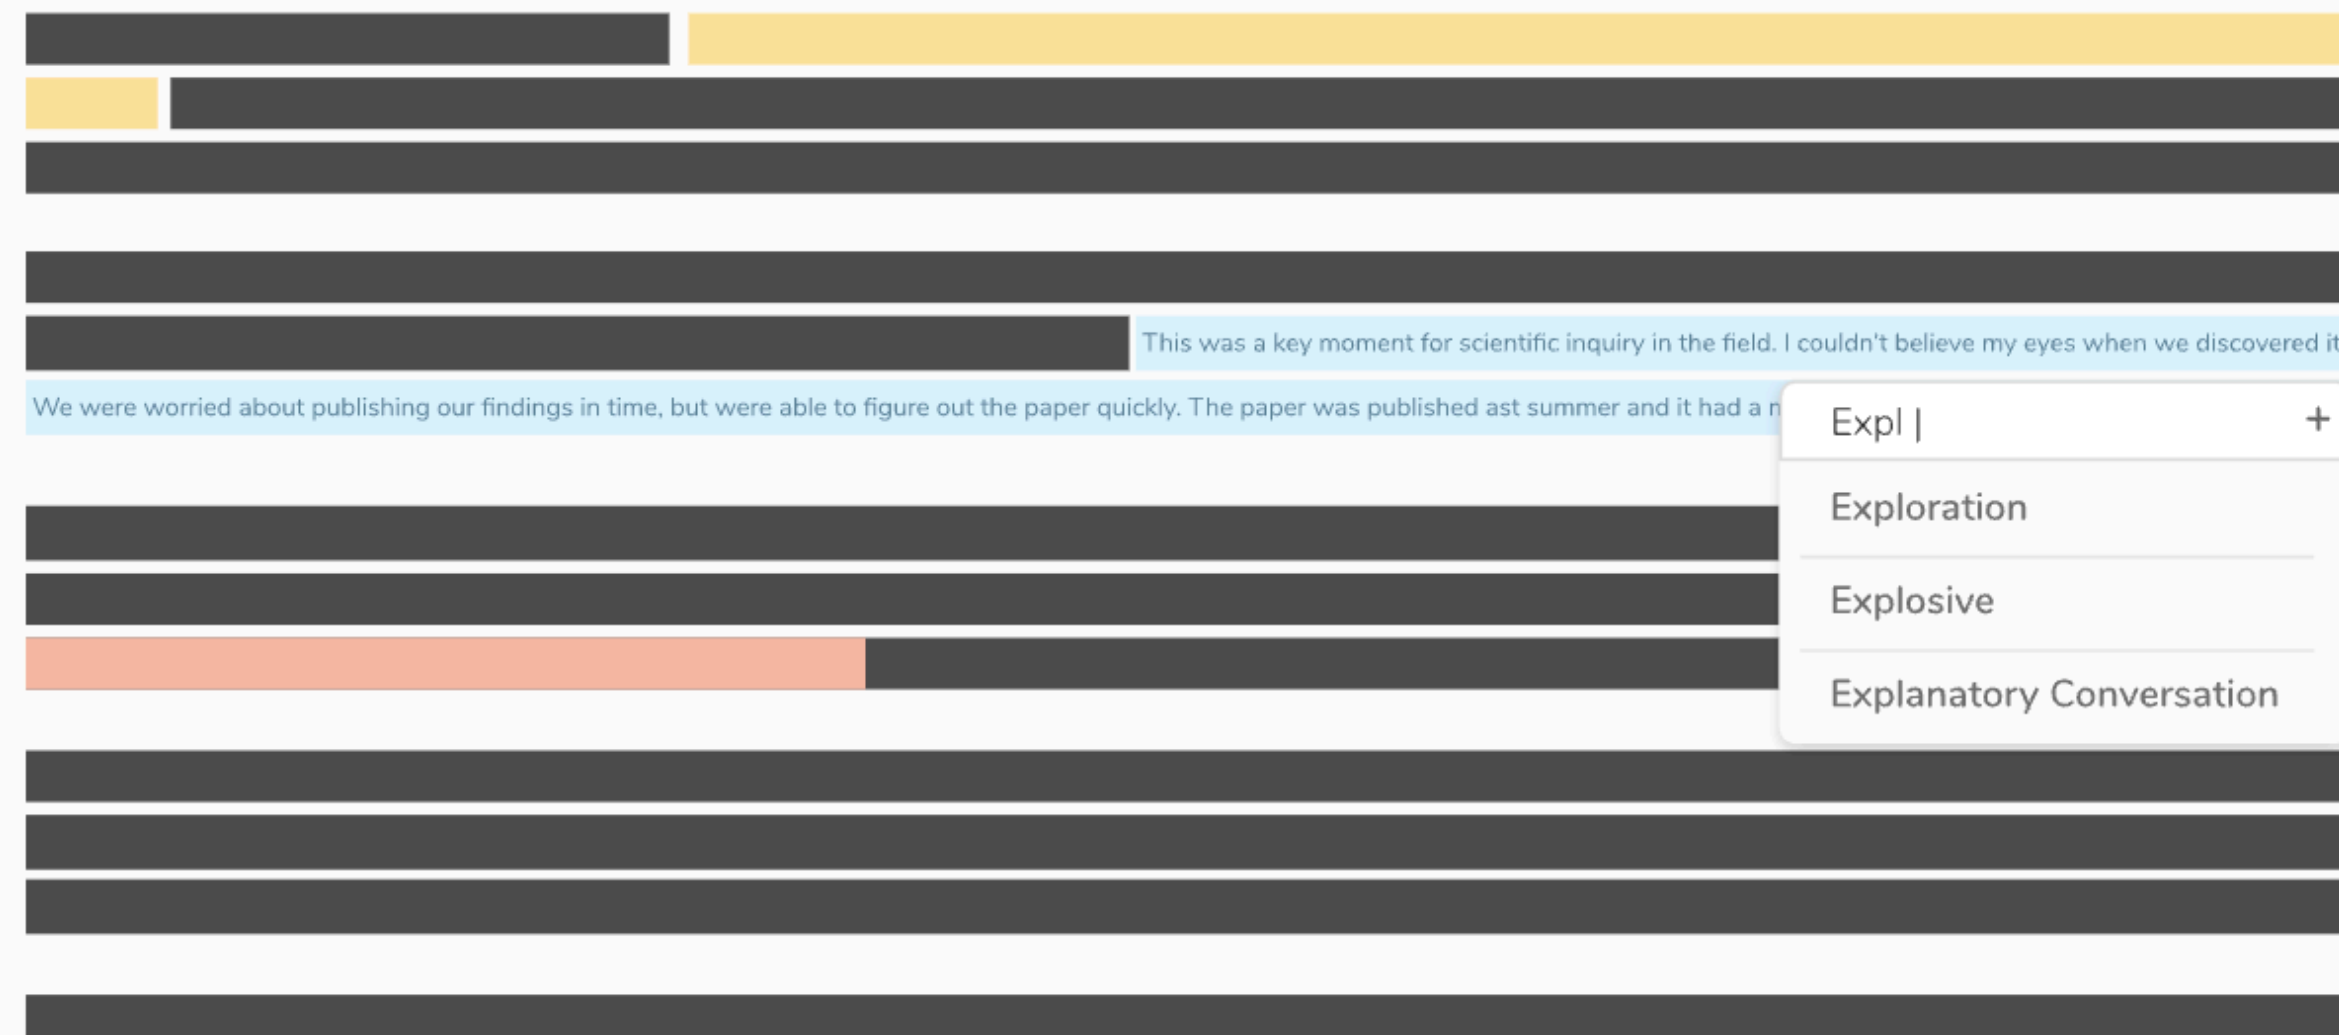 This was a key moment for scientific inquiry in the field. I couldn't believe my eyes when we discovered it
We were worried about publishing our findings in time, but were able to figure out the paper quickly. The paper was published ast summer and it had a
Expl | +
Exploration
Explosive
Explanatory Conversation